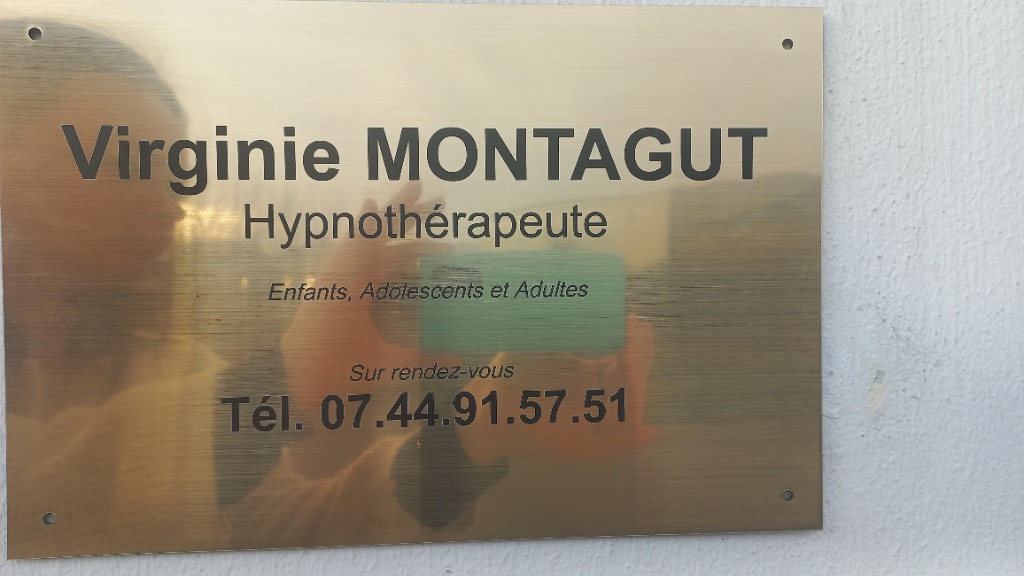 Virginie MONTAGUT
Hypnothérapeute
Enfants, Adolescents et Adultes
Sur rendez-vous
Tél. 07.44.91.57.51